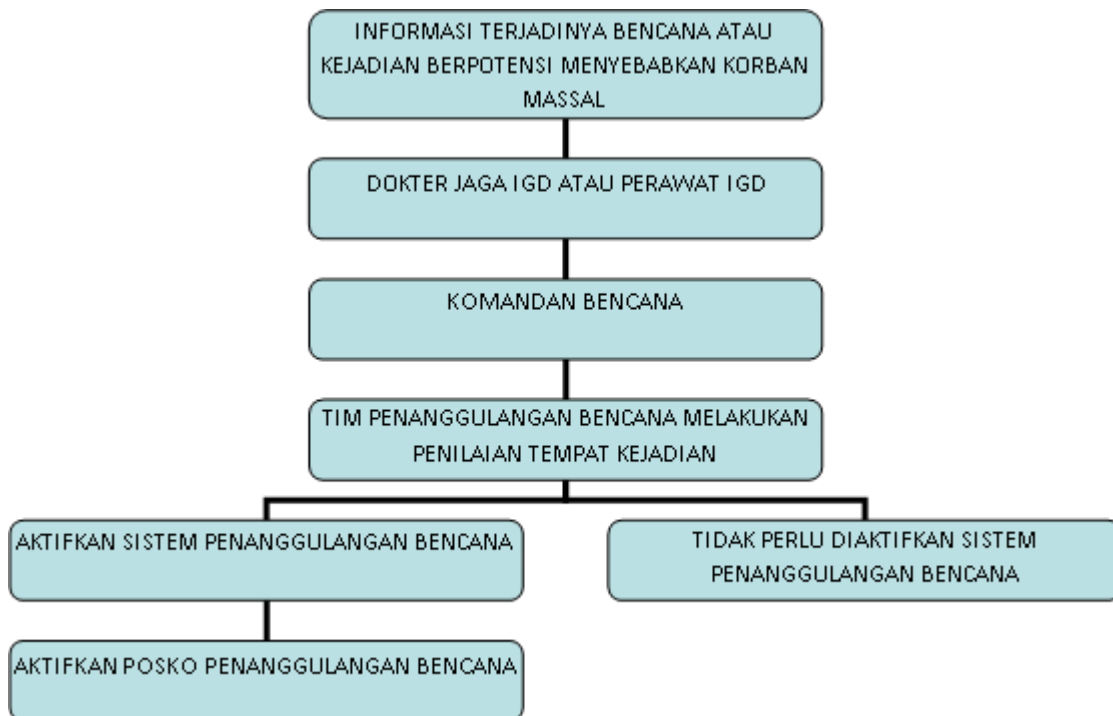 INFORMASI TERJADINYA BENCANA ATAU
KEJADIAN BERPOTENSI MENYEBABKAN KORBAN
MASSAL
DOKTER JAGA IGD ATAU PERAWAT IGD
KOMANDAN BENCANA
TIM PENANGGULANGAN BENCANA MELAKUKAN
PENILAIAN TEMPAT KEJADIAN
AKTIFKAN SISTEM PENANGGULANGAN BENCANA
TIDAK PERLU DIAKTIFKAN SISTEM
PENANGGULANGAN BENCANA
AKTIFKAN POSKO PENANGGULANGAN BENCANA